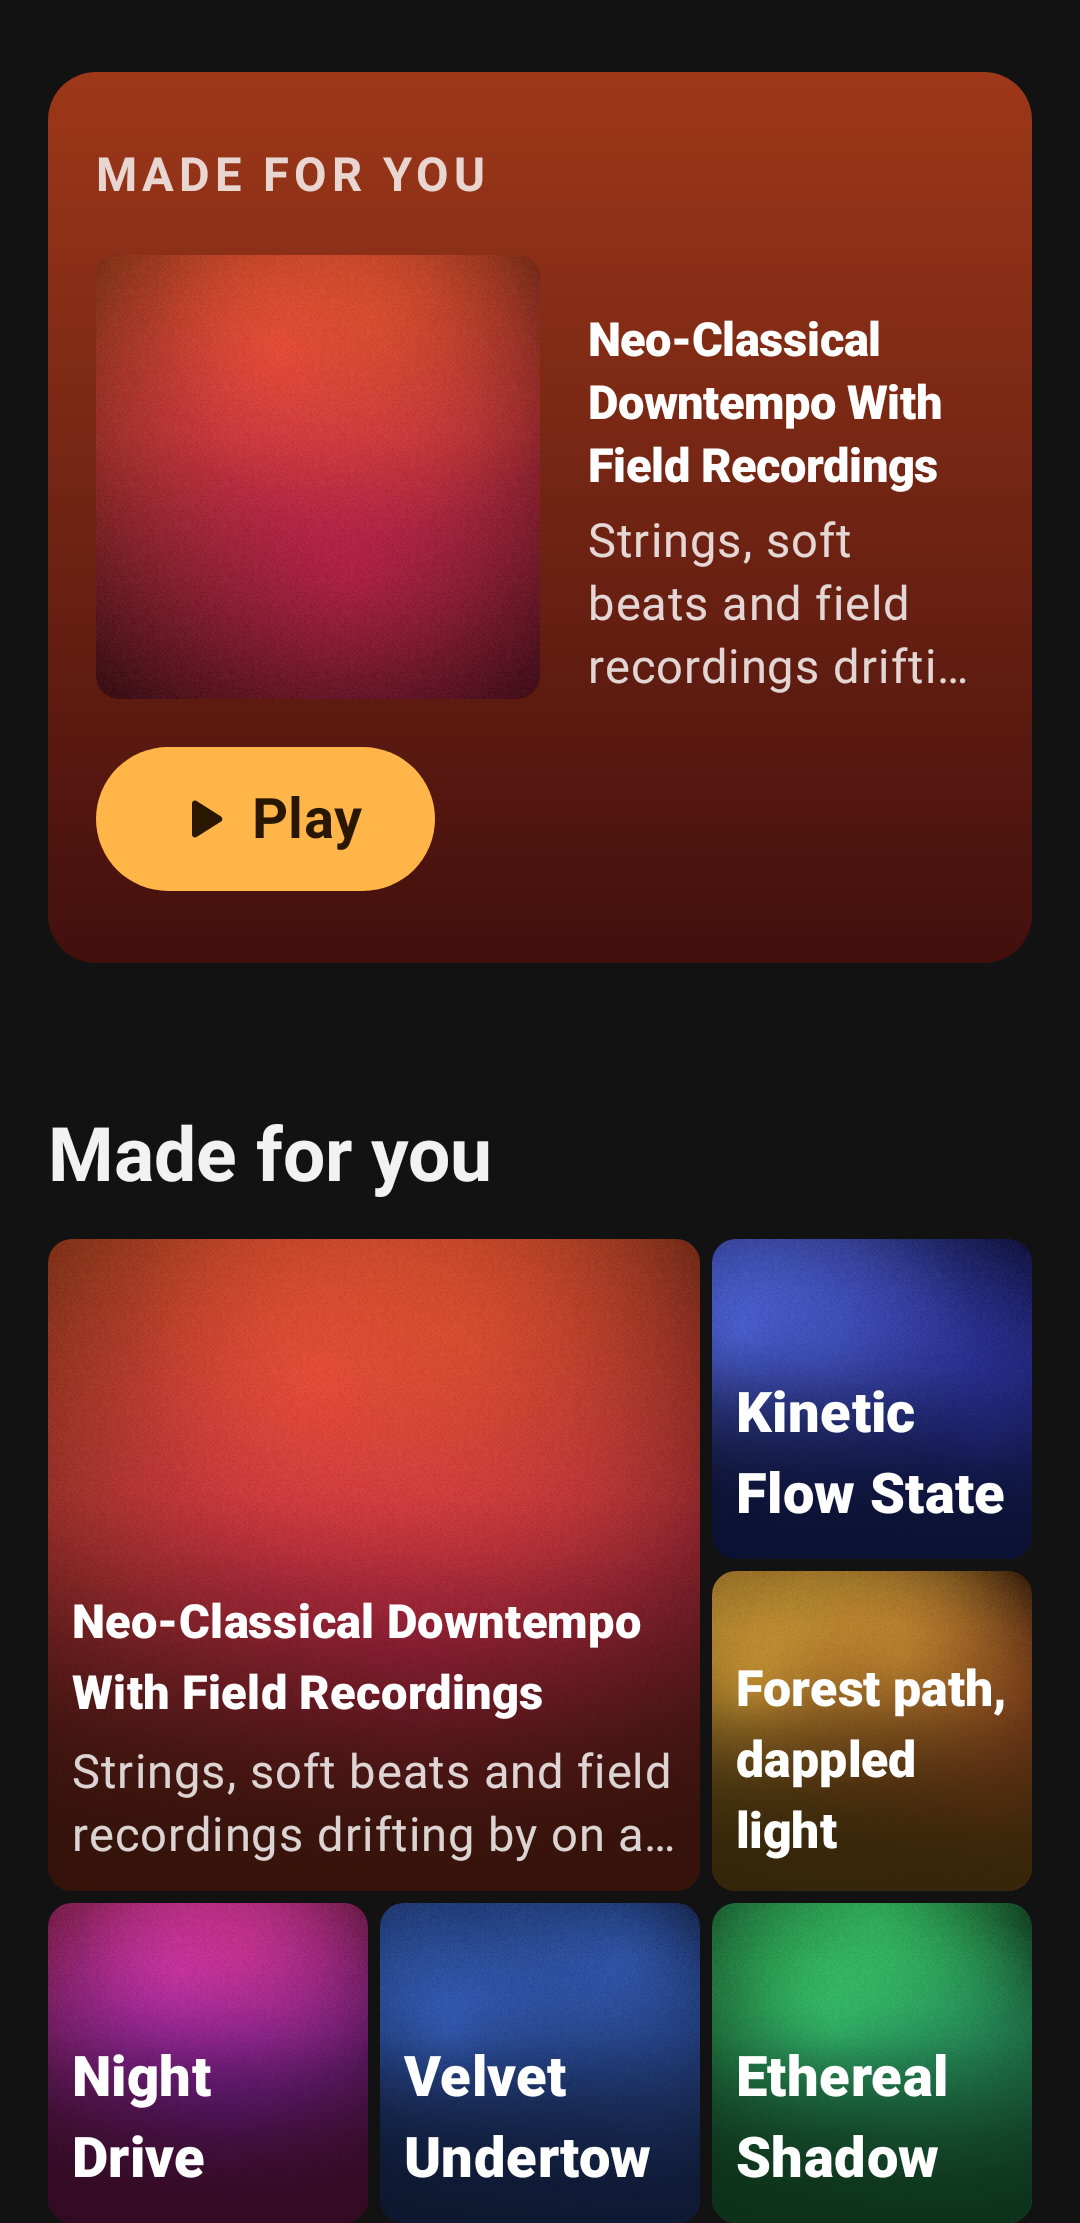 MADE FOR YOU
Neo-Classical
Downtempo With
Field Recordings
Strings, soft
beats and field
recordings drifti…
Play
Made for you
Neo-Classical Downtempo
With Field Recordings
Strings, soft beats and field
recordings drifting by on a…
Kinetic
Flow State
Forest path,
dappled
light
Night
Drive
Velvet
Undertow
Ethereal
Shadow